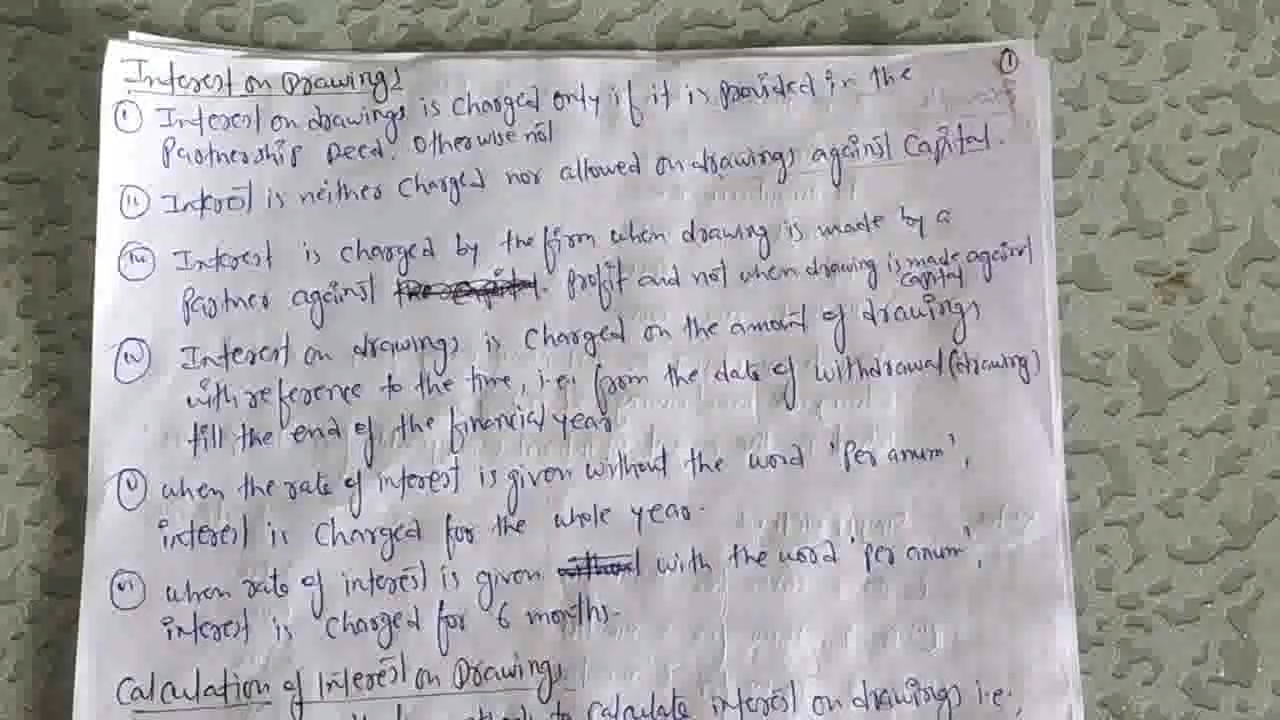 Interest on Drawings
①
(i) Interest on drawings is charged only if it is provided in the
Partnership Deed. Otherwise not
(ii) Interest is neither charged nor allowed on drawings against Capital.
(iii) Interest is charged by the firm when drawing is made by a
Partner against Profit and not when drawing is made against
capital
(iv) Interest on drawings is charged on the amount of drawings
with reference to the time, i.e. from the date of withdrawal (drawing)
till the end of the financial year
(v) when the rate of interest is given without the word 'Per anum',
interest is charged for the whole year.
(vi) when rate of interest is given with the word 'per anum',
interest is charged for 6 months.
Calculation of Interest on Drawings
to calculate interest on drawings i.e.